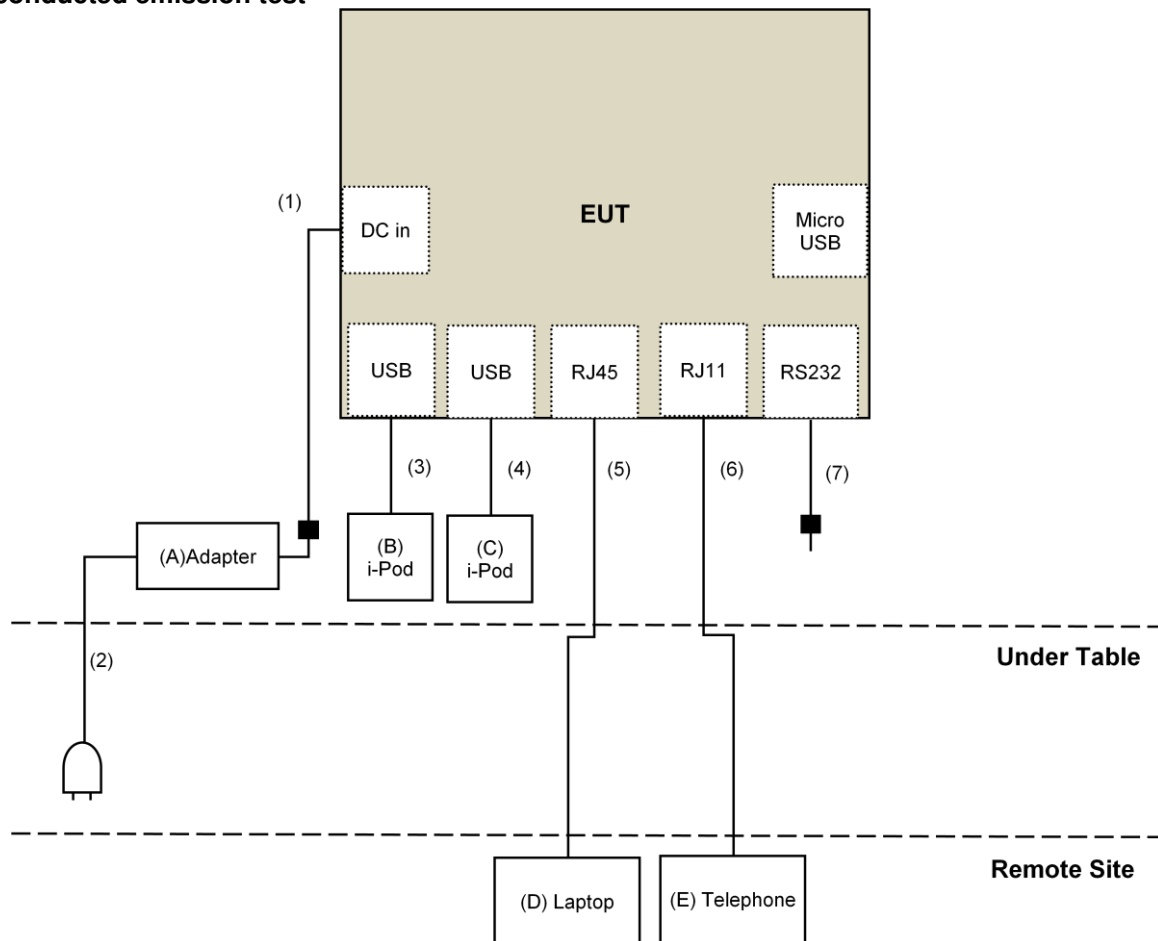 conducted emission test
EUT
(1)
DC in
Micro
USB
USB
USB
RJ45
RJ11
RS232
(3)
(4)
(5)
(6)
(7)
(A)Adapter
(B)
i-Pod
(C)
i-Pod
(2)
Under Table
Remote Site
(D) Laptop
(E) Telephone